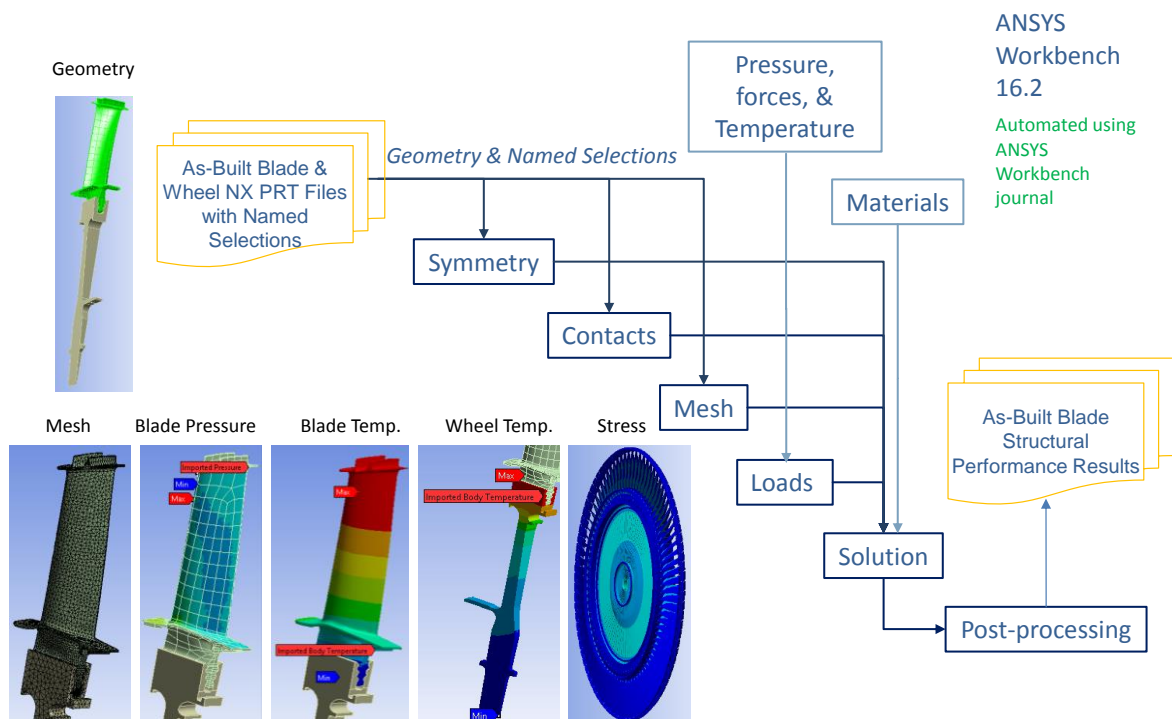 Geometry
As-Built Blade &
Wheel NX PRT Files
with Named
Selections
Geometry & Named Selections
Pressure,
forces, &
Temperature
ANSYS
Workbench
16.2
Automated using
ANSYS
Workbench
journal
Materials
Symmetry
Contacts
Mesh
Loads
Solution
Post-processing
As-Built Blade
Structural
Performance Results
Mesh
Blade Pressure
Blade Temp.
Wheel Temp.
Stress
Imported Pressure
Min
Max
Max
Imported Body Temperature
Min
Max
Imported Body Temperature
Min